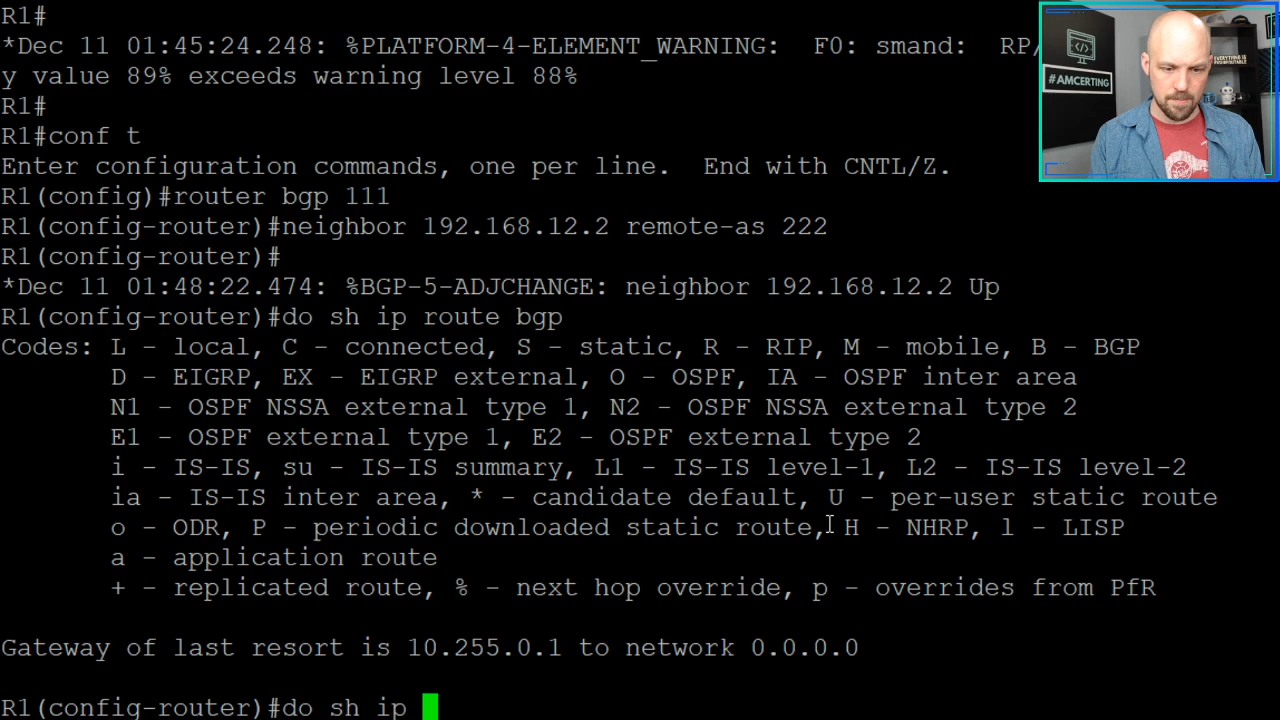 R1#
*Dec 11 01:45:24.248: %PLATFORM-4-ELEMENT_WARNING:  F0: smand:  RP/
y value 89% exceeds warning level 88%
R1#
R1#conf t
Enter configuration commands, one per line.  End with CNTL/Z.
R1(config)#router bgp 111
R1(config-router)#neighbor 192.168.12.2 remote-as 222
R1(config-router)#
*Dec 11 01:48:22.474: %BGP-5-ADJCHANGE: neighbor 192.168.12.2 Up
R1(config-router)#do sh ip route bgp
Codes: L - local, C - connected, S - static, R - RIP, M - mobile, B - BGP
       D - EIGRP, EX - EIGRP external, O - OSPF, IA - OSPF inter area
       N1 - OSPF NSSA external type 1, N2 - OSPF NSSA external type 2
       E1 - OSPF external type 1, E2 - OSPF external type 2
       i - IS-IS, su - IS-IS summary, L1 - IS-IS level-1, L2 - IS-IS level-2
       ia - IS-IS inter area, * - candidate default, U - per-user static route
       o - ODR, P - periodic downloaded static route, H - NHRP, l - LISP
       a - application route
       + - replicated route, % - next hop override, p - overrides from PfR
Gateway of last resort is 10.255.0.1 to network 0.0.0.0
R1(config-router)#do sh ip
#AMCERTING